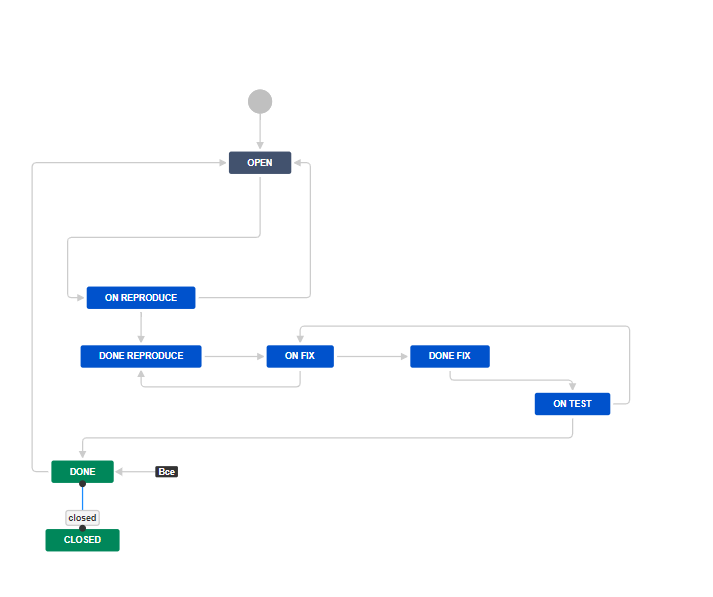 OPEN
ON REPRODUCE
DONE REPRODUCE
ON FIX
DONE FIX
ON TEST
DONE
Все
closed
CLOSED